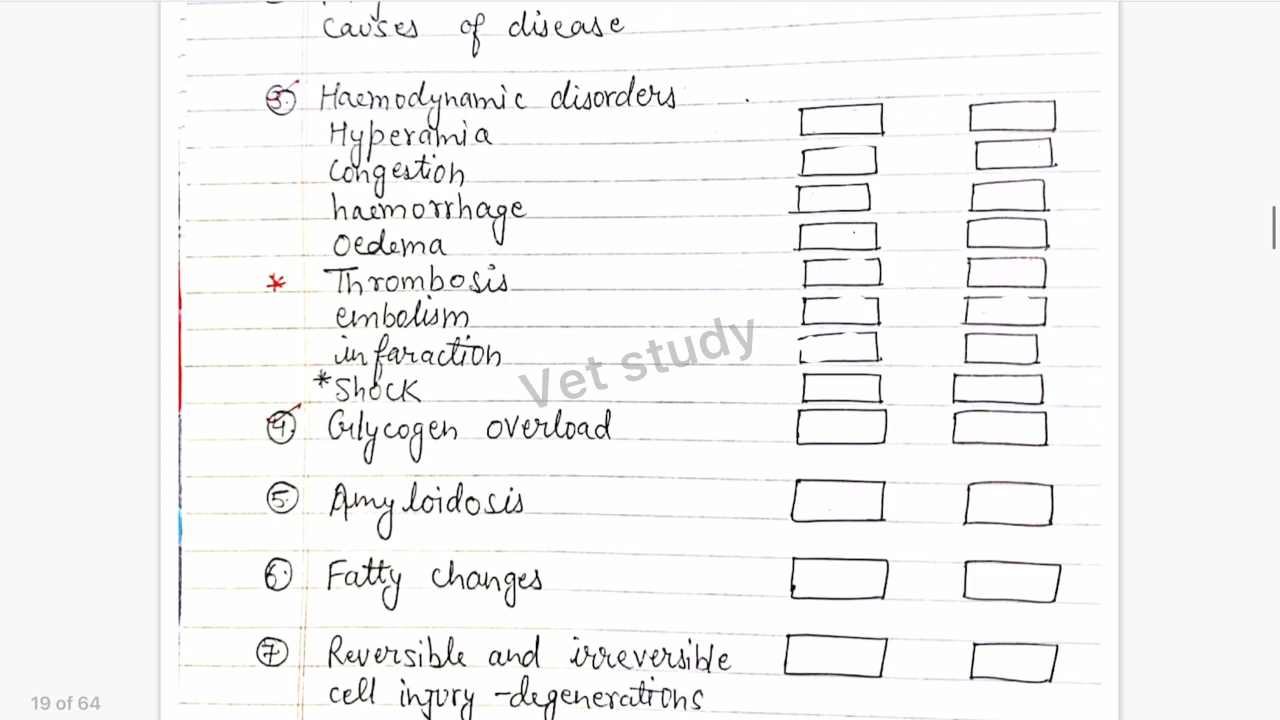 causes of disease
3. Haemodynamic disorders
Hyperamia
Congestion
haemorrhage
Oedema
* Thrombosis
embolism
infaraction
* Shock
4. Glycogen overload
5. Amyloidosis
6. Fatty changes
7. Reversible and irreversible
cell injury -degenerations
Vet study
19 of 64